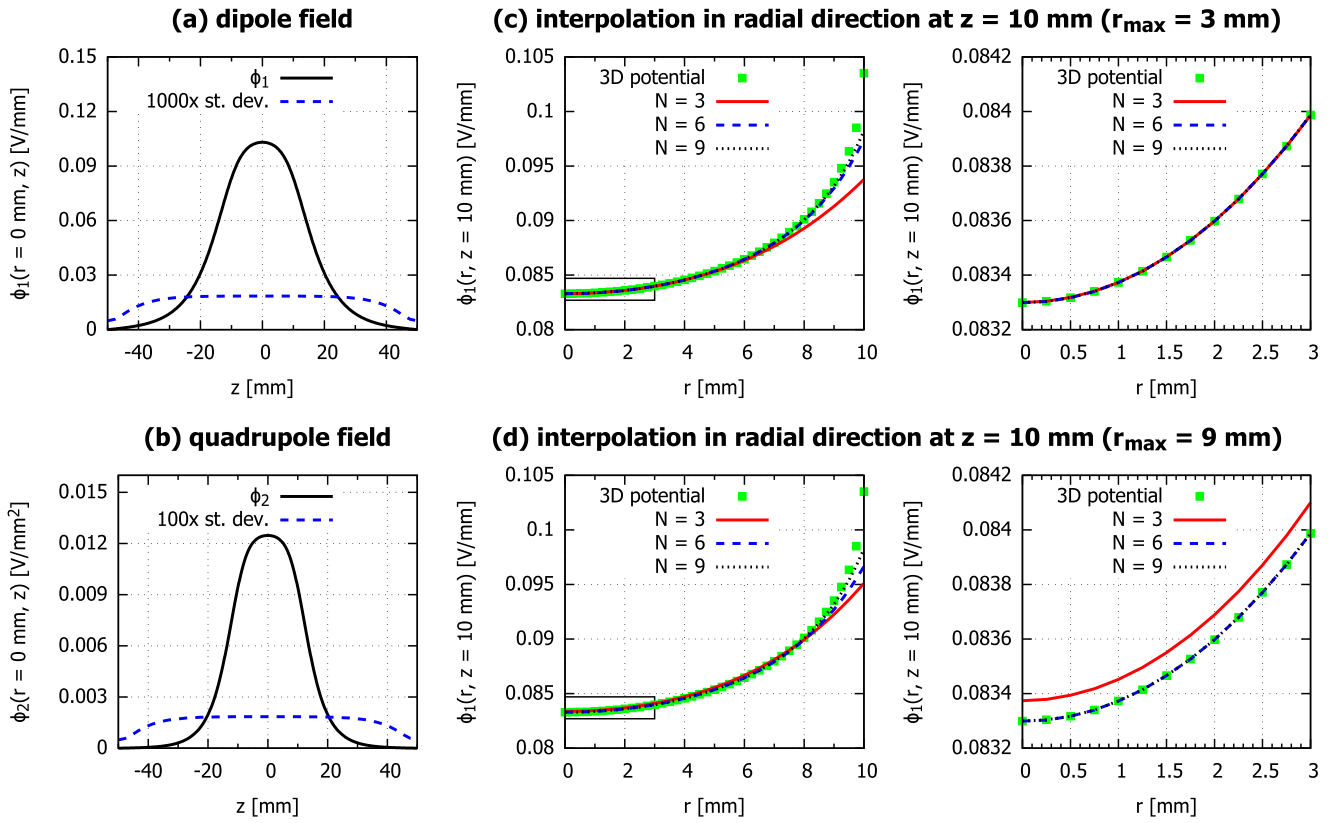 (a) dipole field
ϕ1(r = 0 mm, z) [V/mm]
0.15
0.12
0.09
0.06
0.03
0
ϕ1
1000x st. dev.
-40 -20 0 20 40
z [mm]
(c) interpolation in radial direction at z = 10 mm (rmax = 3 mm)
ϕ1(r, z = 10 mm) [V/mm]
0.105
0.1
0.095
0.09
0.085
0.08
3D potential
N = 3
N = 6
N = 9
0 2 4 6 8 10
r [mm]
ϕ1(r, z = 10 mm) [V/mm]
0.0842
0.084
0.0838
0.0836
0.0834
0.0832
3D potential
N = 3
N = 6
N = 9
0 0.5 1 1.5 2 2.5 3
r [mm]
(b) quadrupole field
ϕ2(r = 0 mm, z) [V/mm²]
0.015
0.012
0.009
0.006
0.003
0
ϕ2
100x st. dev.
-40 -20 0 20 40
z [mm]
(d) interpolation in radial direction at z = 10 mm (rmax = 9 mm)
ϕ1(r, z = 10 mm) [V/mm]
0.105
0.1
0.095
0.09
0.085
0.08
3D potential
N = 3
N = 6
N = 9
0 2 4 6 8 10
r [mm]
ϕ1(r, z = 10 mm) [V/mm]
0.0842
0.084
0.0838
0.0836
0.0834
0.0832
3D potential
N = 3
N = 6
N = 9
0 0.5 1 1.5 2 2.5 3
r [mm]